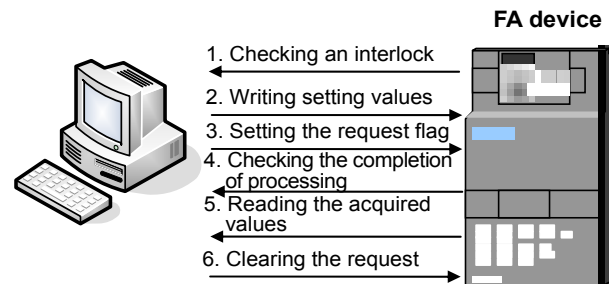 FA device
1. Checking an interlock
2. Writing setting values
3. Setting the request flag
4. Checking the completion
of processing
5. Reading the acquired
values
6. Clearing the request